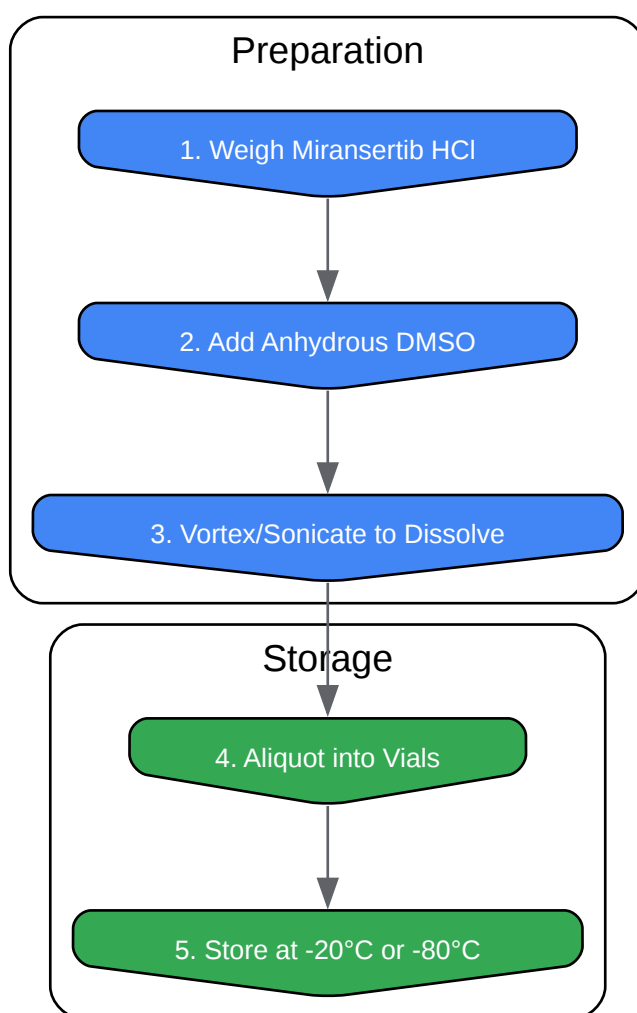 Preparation
1. Weigh Miransertib HCl
2. Add Anhydrous DMSO
3. Vortex/Sonicate to Dissolve
Storage
4. Aliquot into Vials
5. Store at -20°C or -80°C